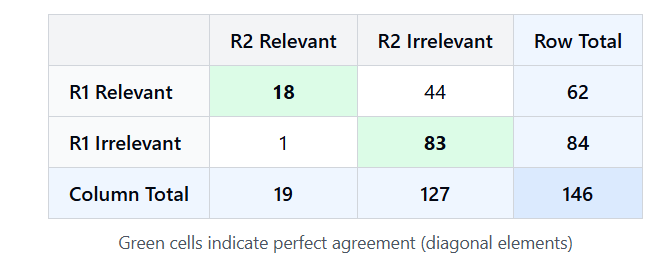 R2 Relevant R2 Irrelevant Row Total
R1 Relevant 18 44 62
R1 Irrelevant 1 83 84
Column Total 19 127 146
Green cells indicate perfect agreement (diagonal elements)